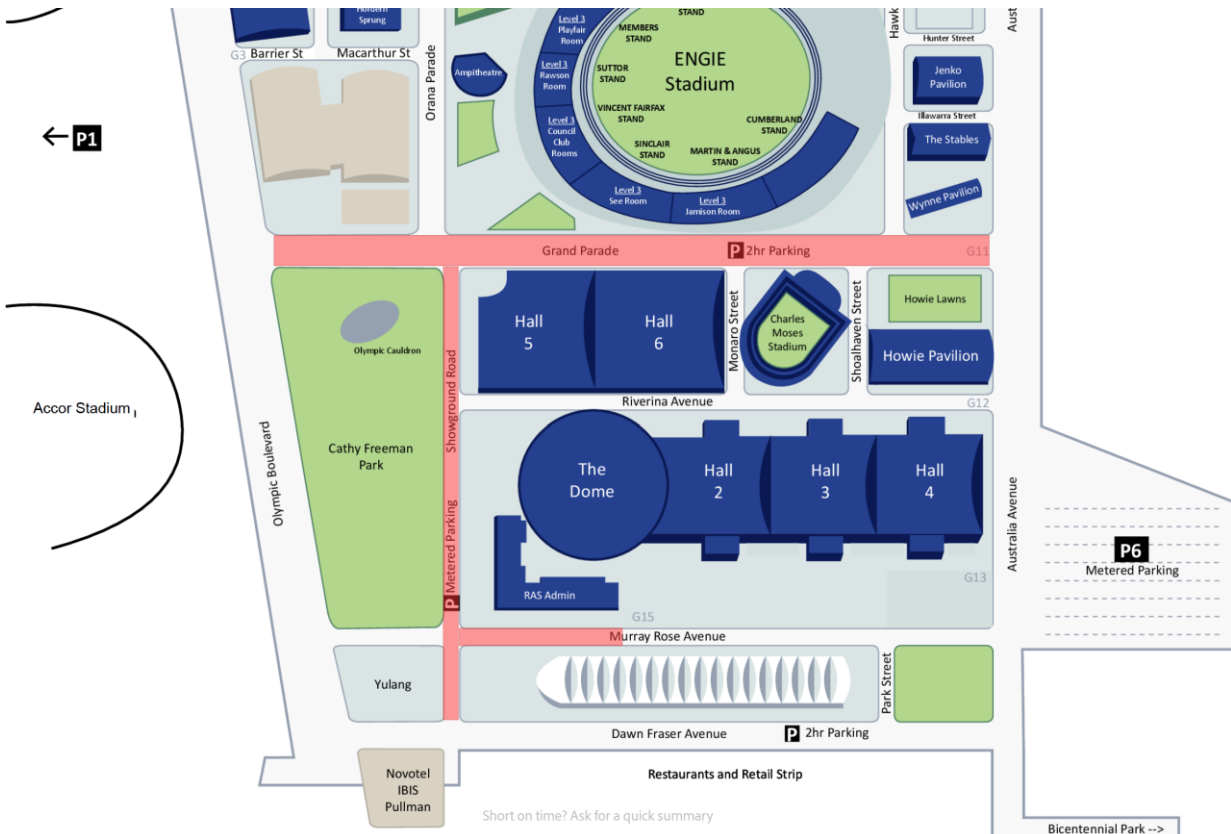 STAND
Hordern
Sprung
Level 3
Playfair
Room
MEMBERS
STAND
Hawk
Aust
Hunter Street
G3
Barrier St
Macarthur St
Orana Parade
Ampitheatre
Level 3
Rawson
Room
SUTTOR
STAND
ENGIE
Stadium
Jenko
Pavilion
Illawarra Street
VINCENT FAIRFAX
STAND
CUMBERLAND
STAND
← P1
Level 3
Council
Club
Rooms
SINCLAIR
STAND
MARTIN & ANGUS
STAND
The Stables
Level 3
See Room
Level 3
Jamison Room
Wynne Pavilion
Grand Parade
P 2hr Parking
G11
Hall
5
Hall
6
Monaro Street
Charles
Moses
Stadium
Shoalhaven Street
Howie Lawns
Howie Pavilion
Olympic Cauldron
Accor Stadium
Showground Road
Riverina Avenue
G12
Olympic Boulevard
Cathy Freeman
Park
The
Dome
Hall
2
Hall
3
Hall
4
Australia Avenue
P Metered Parking
P6
Metered Parking
G13
RAS Admin
G15
Murray Rose Avenue
Yulang
Park Street
Dawn Fraser Avenue
P 2hr Parking
Novotel
IBIS
Pullman
Restaurants and Retail Strip
Short on time? Ask for a quick summary
Bicentennial Park -->